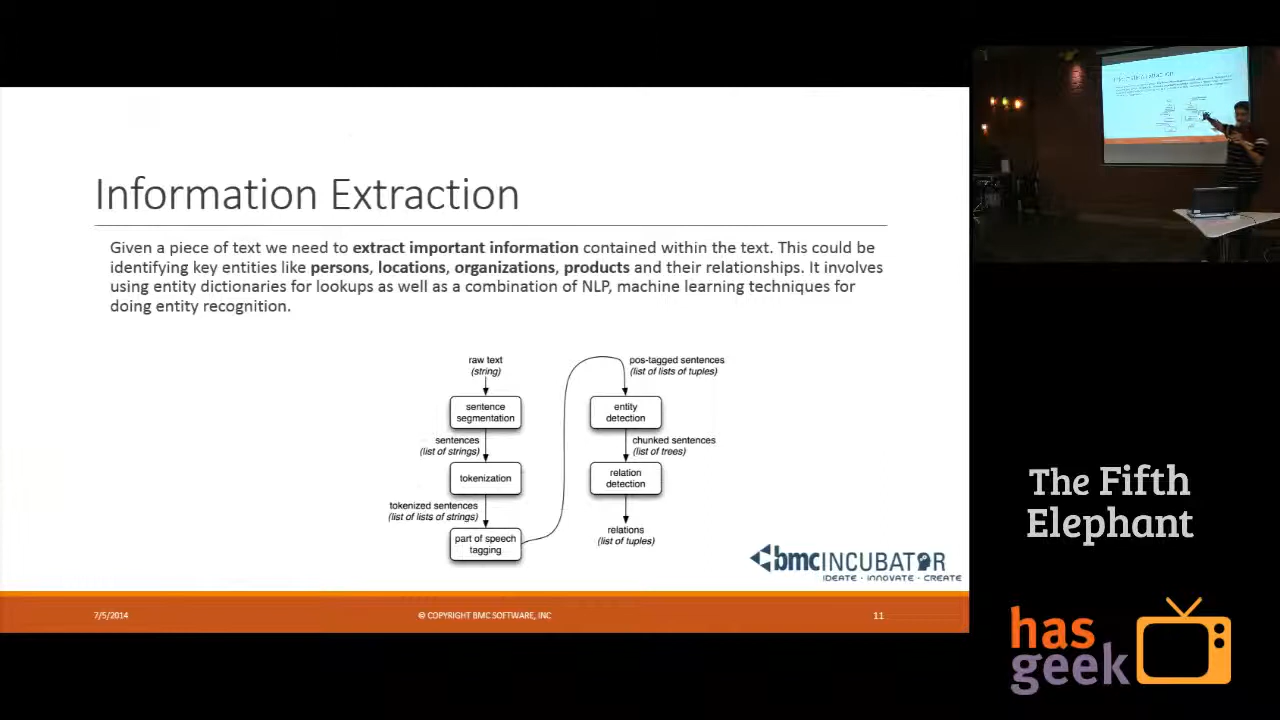 Information Extraction
Given a piece of text we need to extract important information contained within the text. This could be
identifying key entities like persons, locations, organizations, products and their relationships. It involves
using entity dictionaries for lookups as well as a combination of NLP, machine learning techniques for
doing entity recognition.
raw text
(string)
sentence
segmentation
sentences
(list of strings)
tokenization
tokenized sentences
(list of lists of strings)
part of speech
tagging
pos-tagged sentences
(list of lists of tuples)
entity
detection
chunked sentences
(list of trees)
relation
detection
relations
(list of tuples)
bmcINCUBATOR
IDEATE · INNOVATE · CREATE
7/5/2014
© COPYRIGHT BMC SOFTWARE, INC
11
The Fifth
Elephant
has
geek